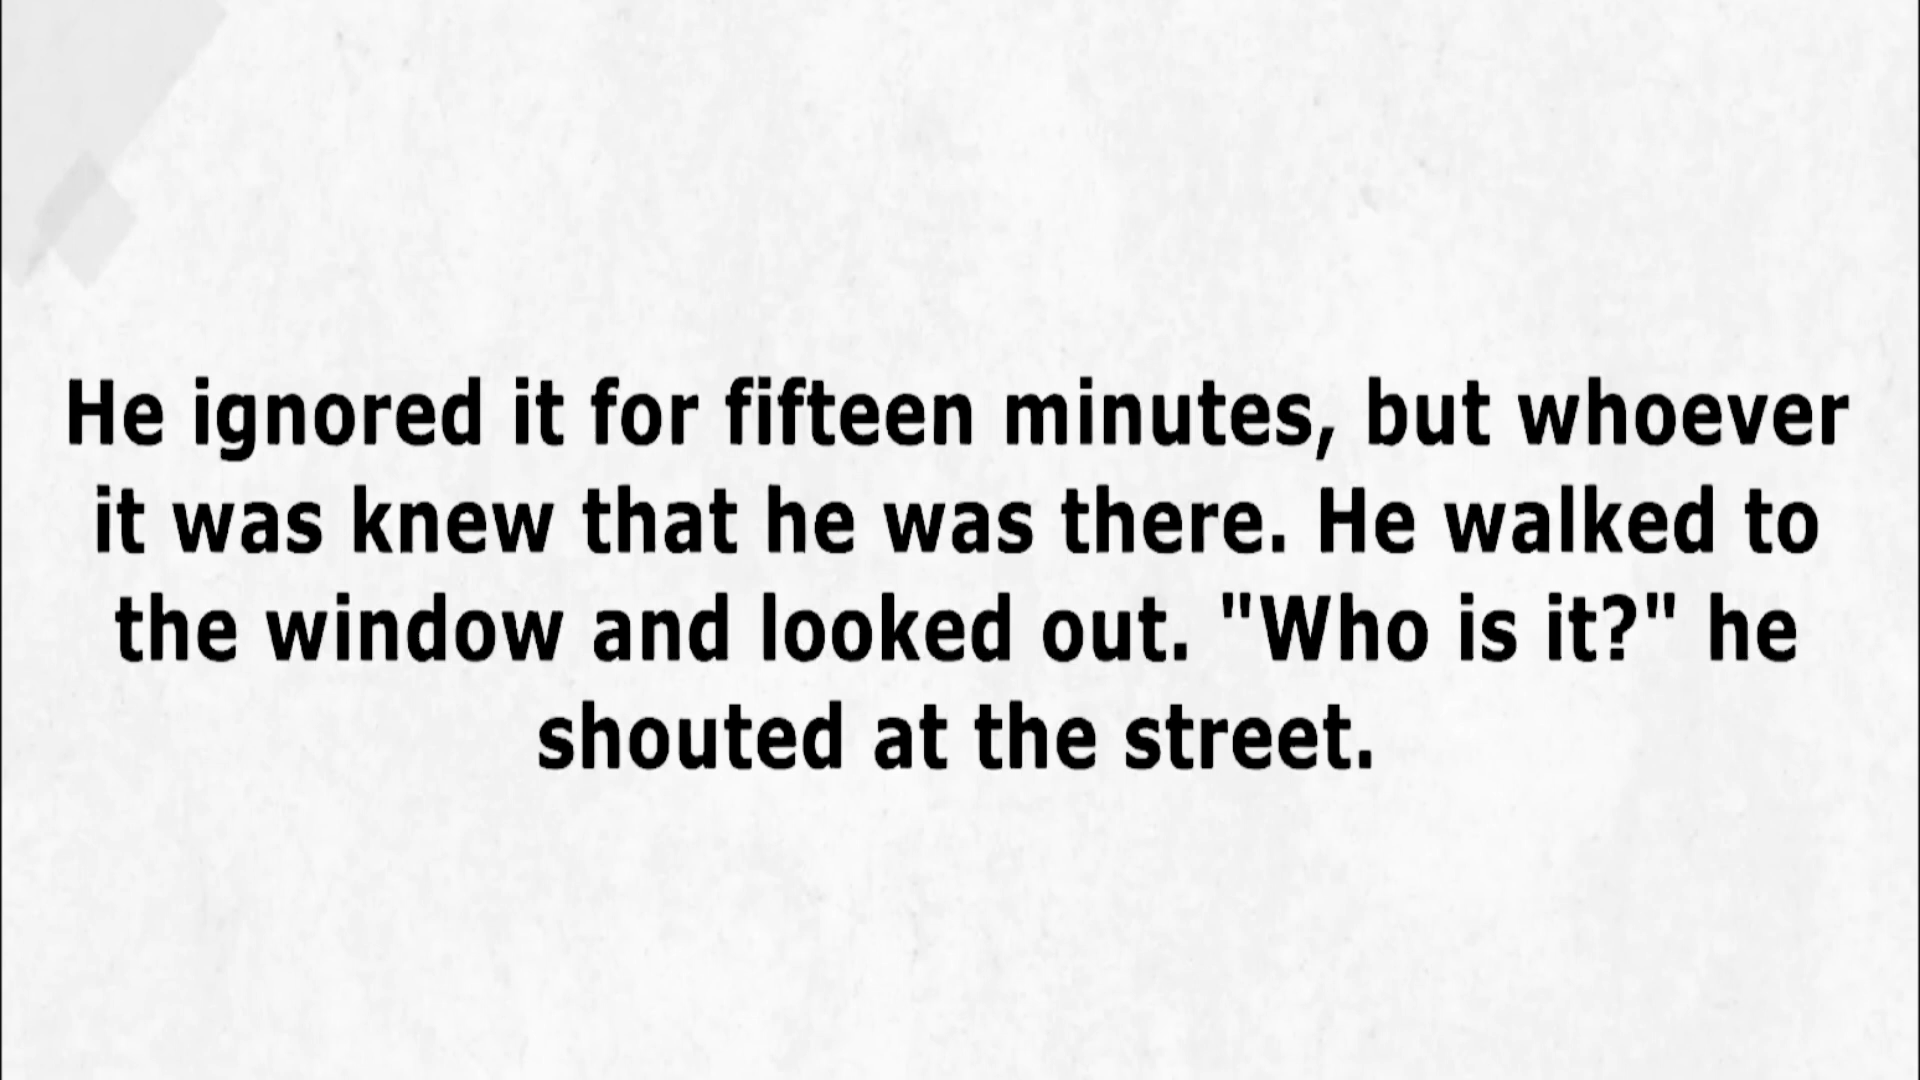 He ignored it for fifteen minutes, but whoever
it was knew that he was there. He walked to
the window and looked out. "Who is it?" he
shouted at the street.